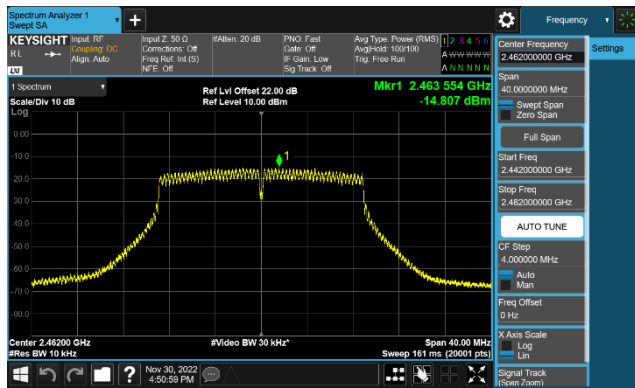 Spectrum Analyzer 1
Swept SA
+
Frequency
KEYSIGHT
RL
LXI
Input: RF
Coupling: DC
Align: Auto
Input Z: 50 Ω
Corrections: Off
Freq Ref: Int (S)
NFE: Off
#Atten: 20 dB
PNO: Fast
Gate: Off
IF Gain: Low
Sig Track: Off
Avg Type: Power (RMS)
Avg|Hold: 100/100
Trig: Free Run
1 2 3 4 5 6
A W W W W W
A N N N N N
1 Spectrum
Scale/Div 10 dB
Log
Ref Lvl Offset 22.00 dB
Ref Level 10.00 dBm
Mkr1 2.463 554 GHz
-14.807 dBm
1
0.00
-10.0
-20.0
-30.0
-40.0
-50.0
-60.0
-70.0
-80.0
Center 2.46200 GHz
#Res BW 10 kHz
#Video BW 30 kHz*
Span 40.00 MHz
Sweep 161 ms (20001 pts)
Nov 30, 2022
4:50:59 PM
?
Center Frequency
2.462000000 GHz
Settings
Span
40.0000000 MHz
Swept Span
Zero Span
Full Span
Start Freq
2.442000000 GHz
Stop Freq
2.482000000 GHz
AUTO TUNE
CF Step
4.000000 MHz
Auto
Man
Freq Offset
0 Hz
X Axis Scale
Log
Lin
Signal Track
(Span Zoom)